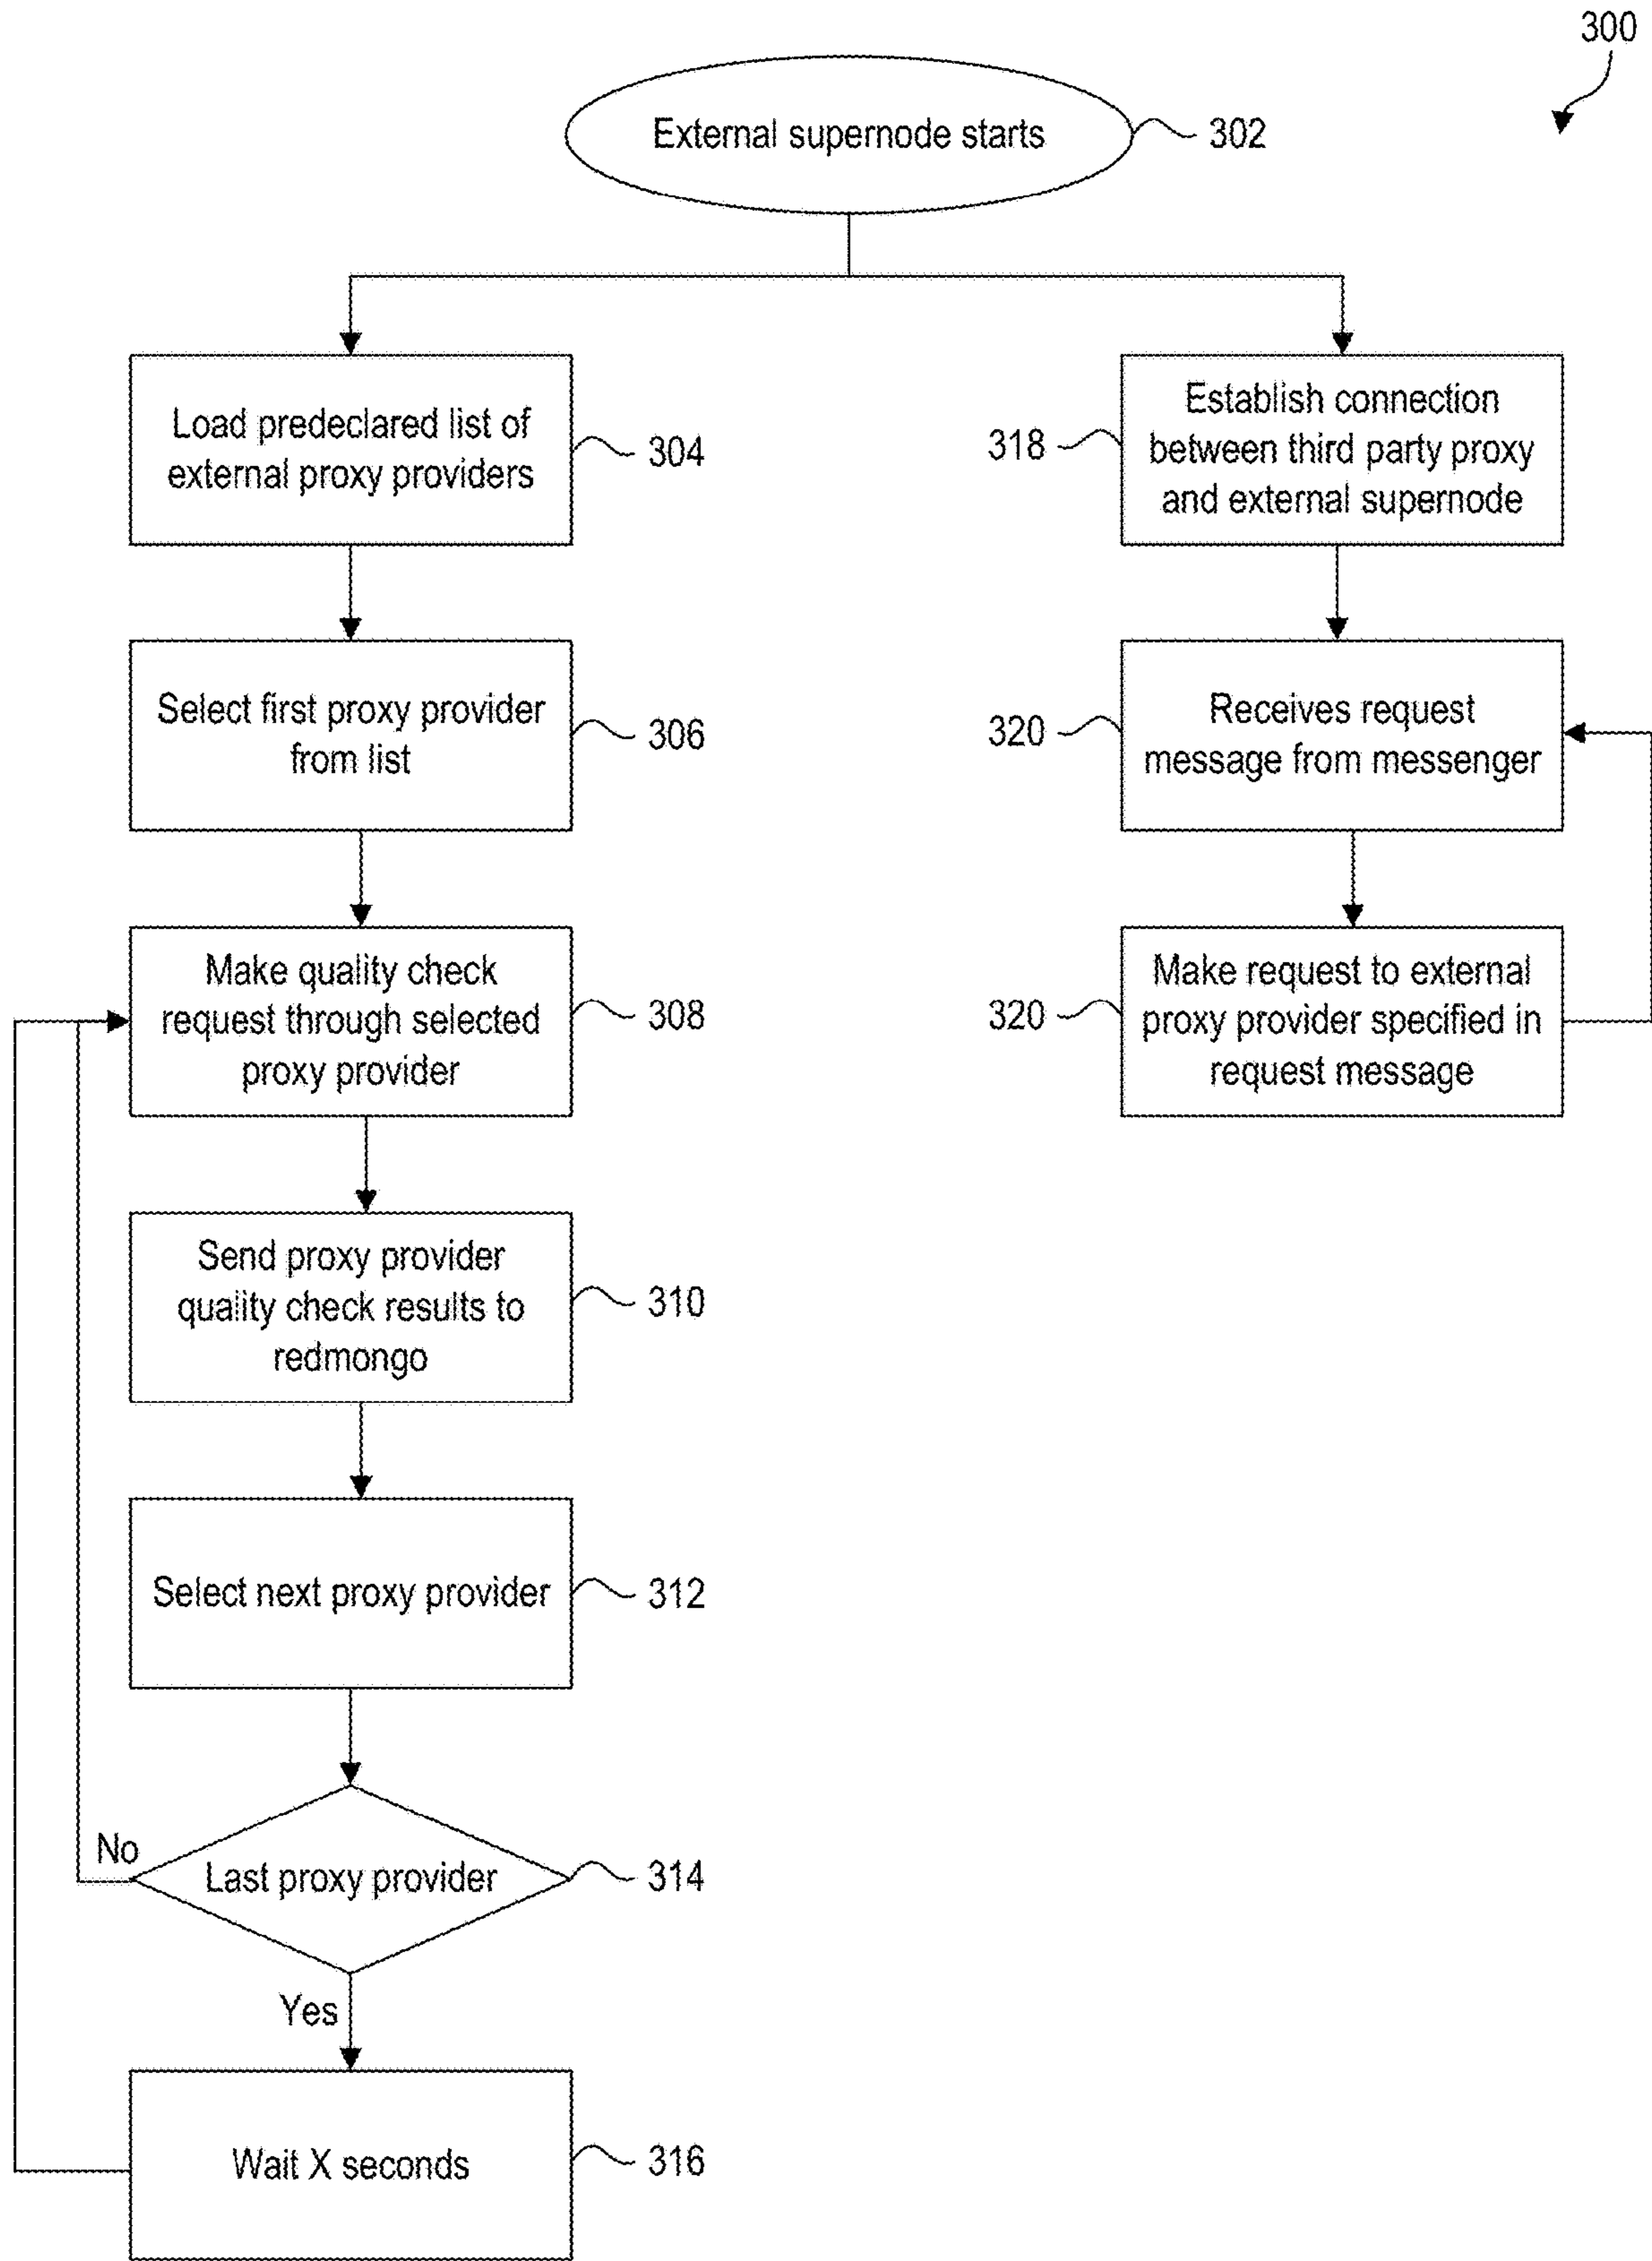 300
External supernode starts
302
Load predeclared list of
external proxy providers
304
Select first proxy provider
from list
306
Make quality check
request through selected
proxy provider
308
Send proxy provider
quality check results to
redmongo
310
Select next proxy provider
312
Last proxy provider
314
No
Yes
Wait X seconds
316
Establish connection
between third party proxy
and external supernode
318
Receives request
message from messenger
320
Make request to external
proxy provider specified in
request message
320